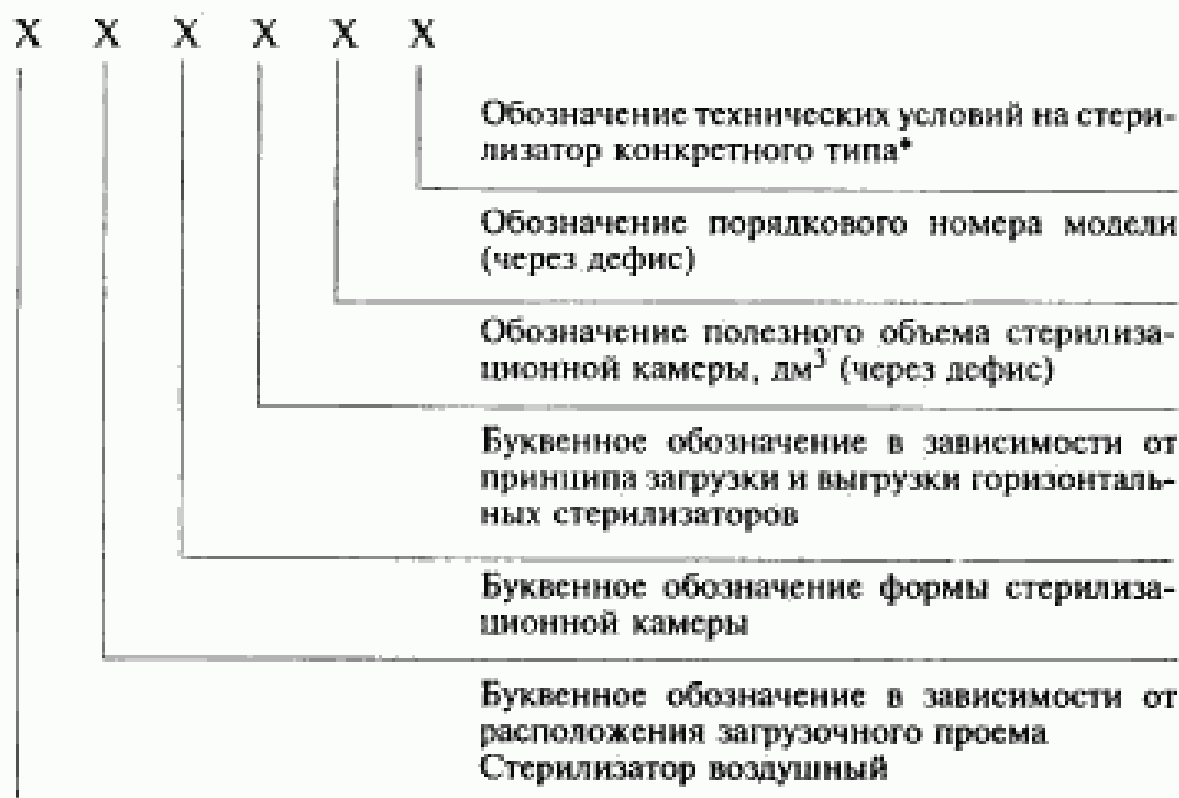 X X X X X X
Обозначение технических условий на стери-
лизатор конкретного типа*
Обозначение порядкового номера модели
(через дефис)
Обозначение полезного объема стерилиза-
ционной камеры, дм³ (через дефис)
Буквенное обозначение в зависимости от
принципа загрузки и выгрузки горизонталь-
ных стерилизаторов
Буквенное обозначение формы стерилиза-
ционной камеры
Буквенное обозначение в зависимости от
расположения загрузочного проема
Стерилизатор воздушный